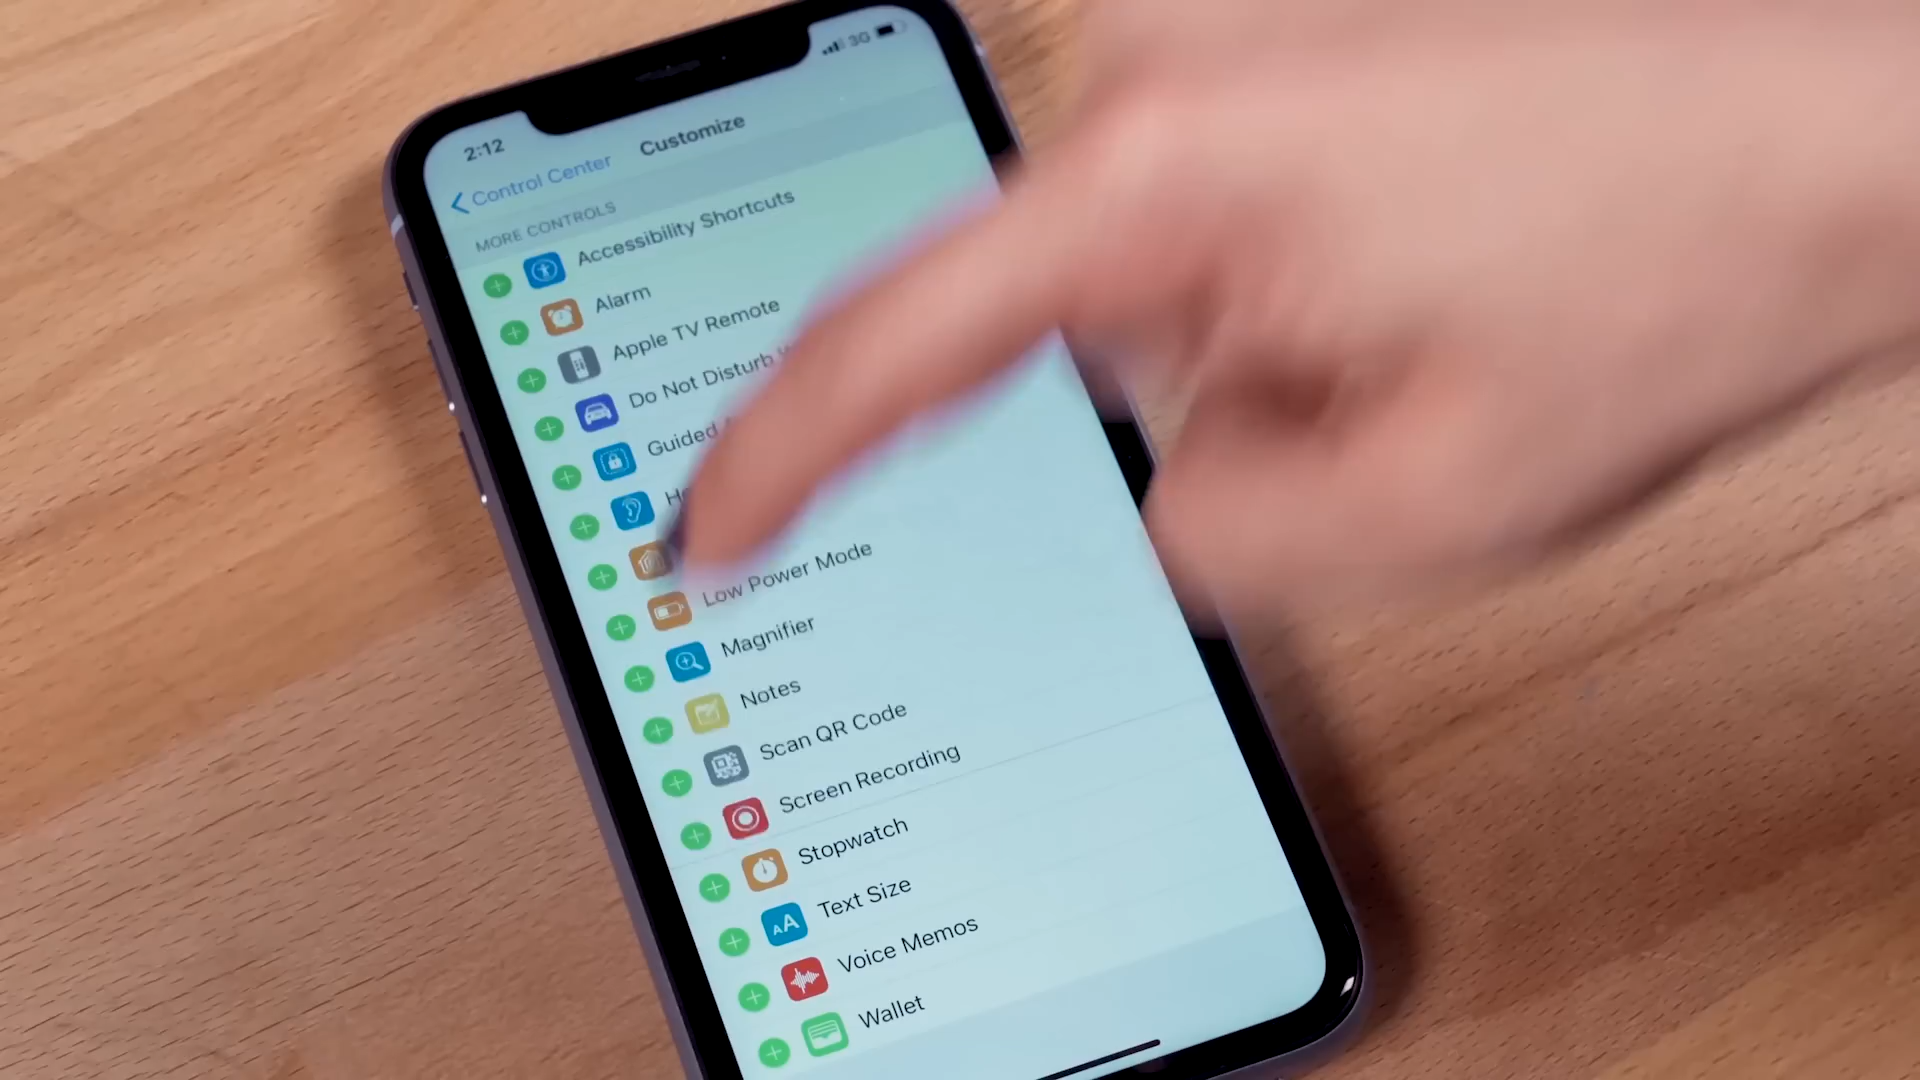 2:12
3G
Control Center
Customize
MORE CONTROLS
Accessibility Shortcuts
Alarm
Apple TV Remote
Do Not Disturb
Guided
Low Power Mode
Magnifier
Notes
Scan QR Code
Screen Recording
Stopwatch
AA Text Size
Voice Memos
Wallet